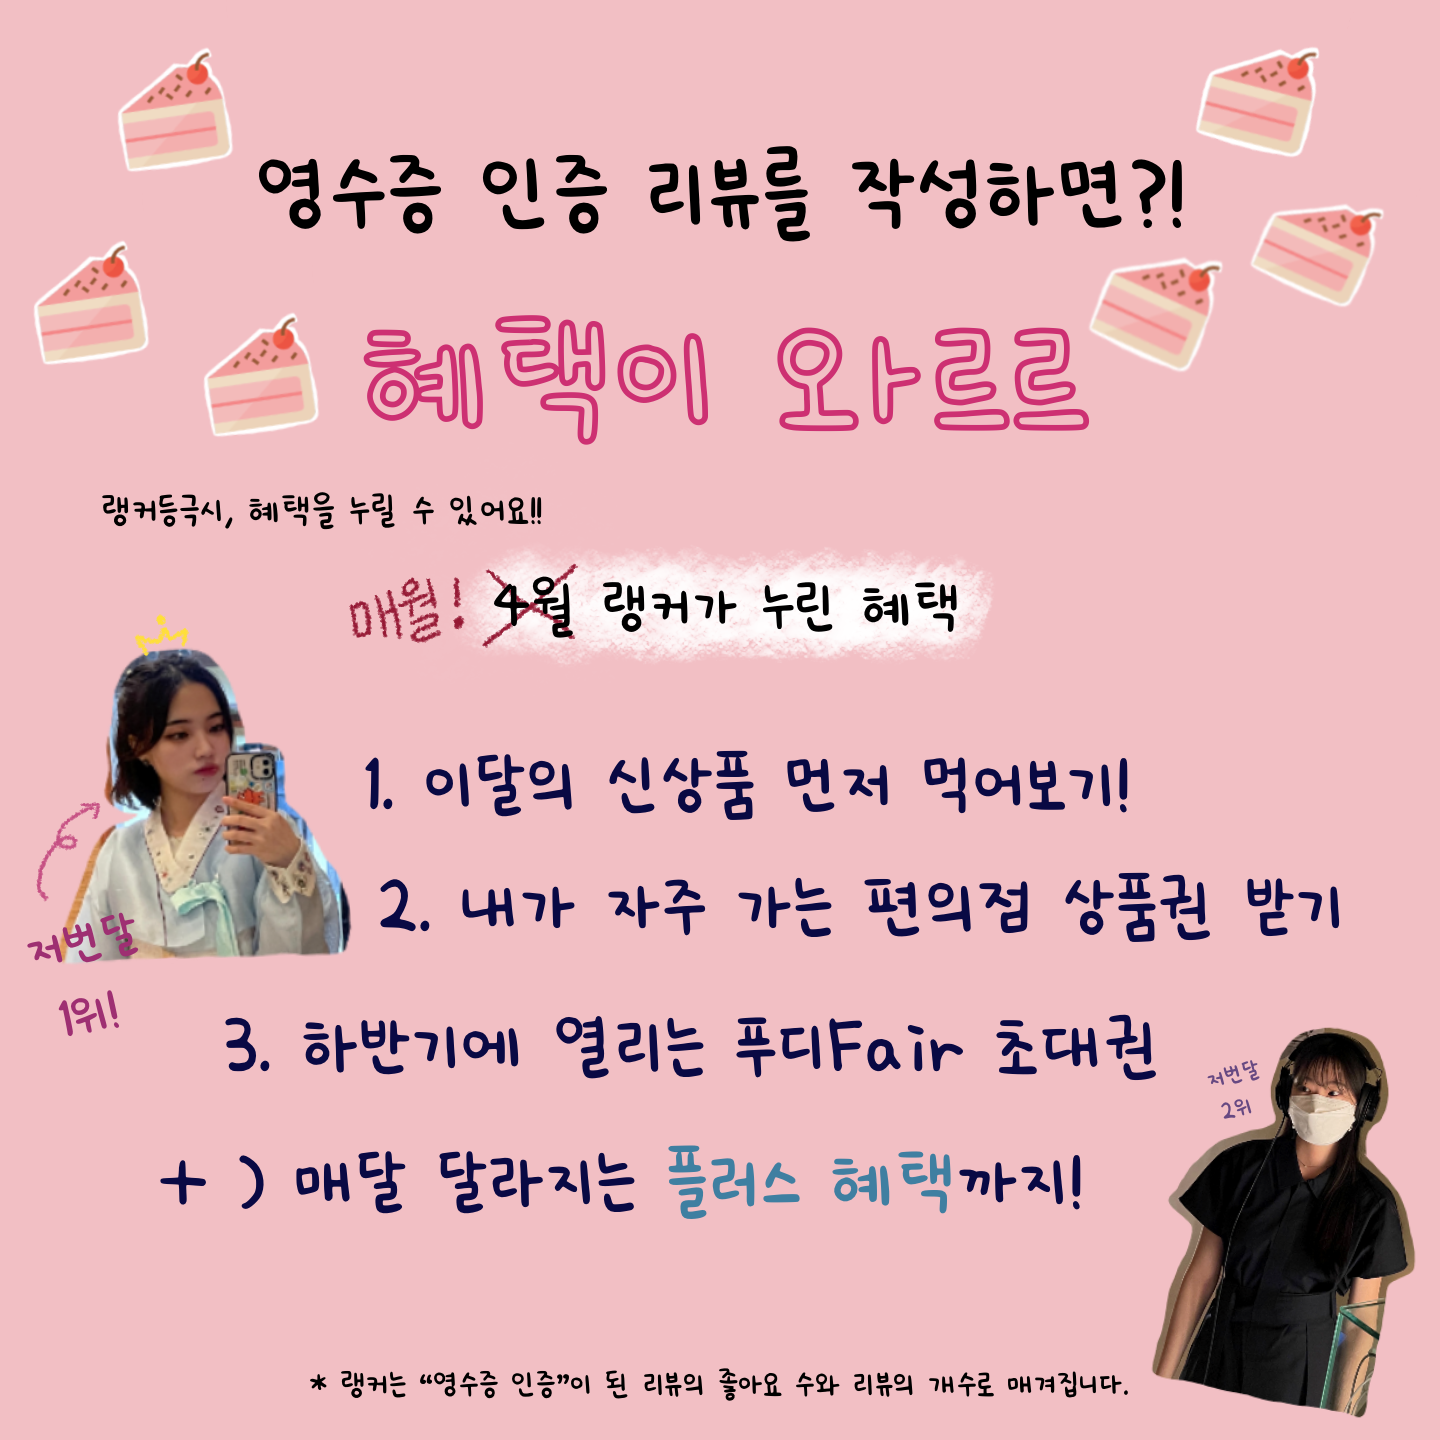 영수증 인증 리뷰를 작성하면?!
혜택이 와르르
랭커등극시, 혜택을 누릴 수 있어요!!
매월! 4월 랭커가 누린 혜택
1. 이달의 신상품 먼저 먹어보기!
2. 내가 자주 가는 편의점 상품권 받기
저번달
1위!
3. 하반기에 열리는 푸디Fair 초대권
저번달
2위
+ ) 매달 달라지는 플러스 혜택까지!
* 랭커는 “영수증 인증”이 된 리뷰의 좋아요 수와 리뷰의 개수로 매겨집니다.